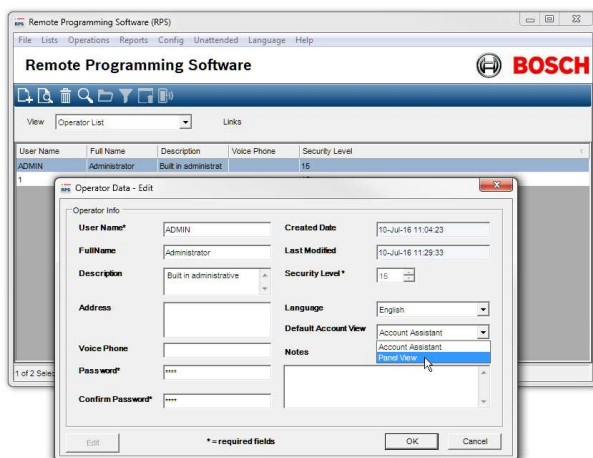 Remote Programming Software (RPS)
File Lists Operations Reports Config Unattended Language Help
Remote Programming Software
BOSCH
View Operator List Links
User Name Full Name Description Voice Phone Security Level
ADMIN Administrator Built in administrat 15
1
Operator Data - Edit
Operator Info
User Name* ADMIN Created Date 10-Jul-16 11:04:23
FullName Administrator Last Modified 10-Jul-16 11:29:33
Description Built in administrative Security Level * 15
Address Language English
Default Account View Account Assistant
Account Assistant
Panel View
Voice Phone Notes
Password* ****
Confirm Password* ****
1 of 2 Selec
Edit * = required fields OK Cancel